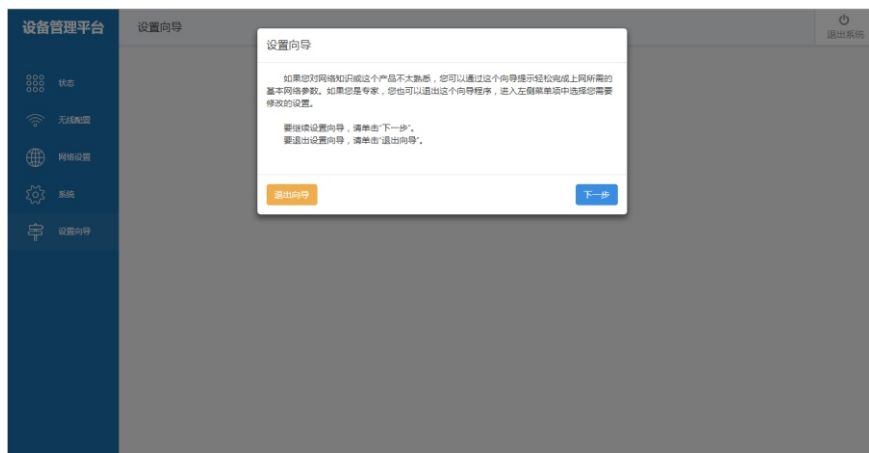 设备管理平台
设置向导
退出系统
状态
无线配置
网络设置
系统
设置向导
设置向导
如果您对网络知识或这个产品不太熟悉，您可以通过这个向导提示轻松完成上网所需的
基本网络参数。如果您是专家，您也可以退出这个向导程序，进入左侧菜单项中选择您需要
修改的设置。
要继续设置向导，请单击“下一步”。
要退出设置向导，请单击“退出向导”。
退出向导
下一步